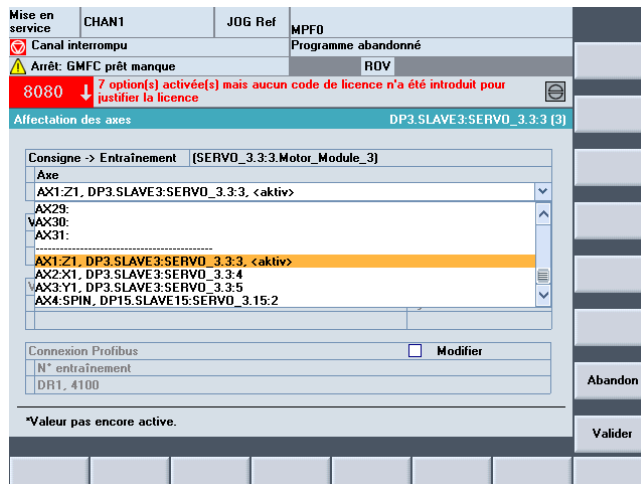 Mise en service
CHAN1
JOG Ref
MPF0
Canal interrompu
Programme abandonné
Arrêt: GMFC prêt manque
ROV
8080
7 option(s) activée(s) mais aucun code de licence n'a été introduit pour
justifier la licence
Affectation des axes
DP3.SLAVE3:SERVO_3.3:3 (3)
Consigne -> Entraînement (SERVO_3.3:3.Motor_Module_3)
Axe
AX1:Z1, DP3.SLAVE3:SERVO_3.3:3, <aktiv>
AX29:
AX30:
AX31:
------------------------------------------
AX1:Z1, DP3.SLAVE3:SERVO_3.3:3, <aktiv>
AX2:X1, DP3.SLAVE3:SERVO_3.3:4
AX3:Y1, DP3.SLAVE3:SERVO_3.3:5
AX4:SPIN, DP15.SLAVE15:SERVO_3.15:2
Connexion Profibus
Modifier
N° entraînement
DR1, 4100
Abandon
*Valeur pas encore active.
Valider